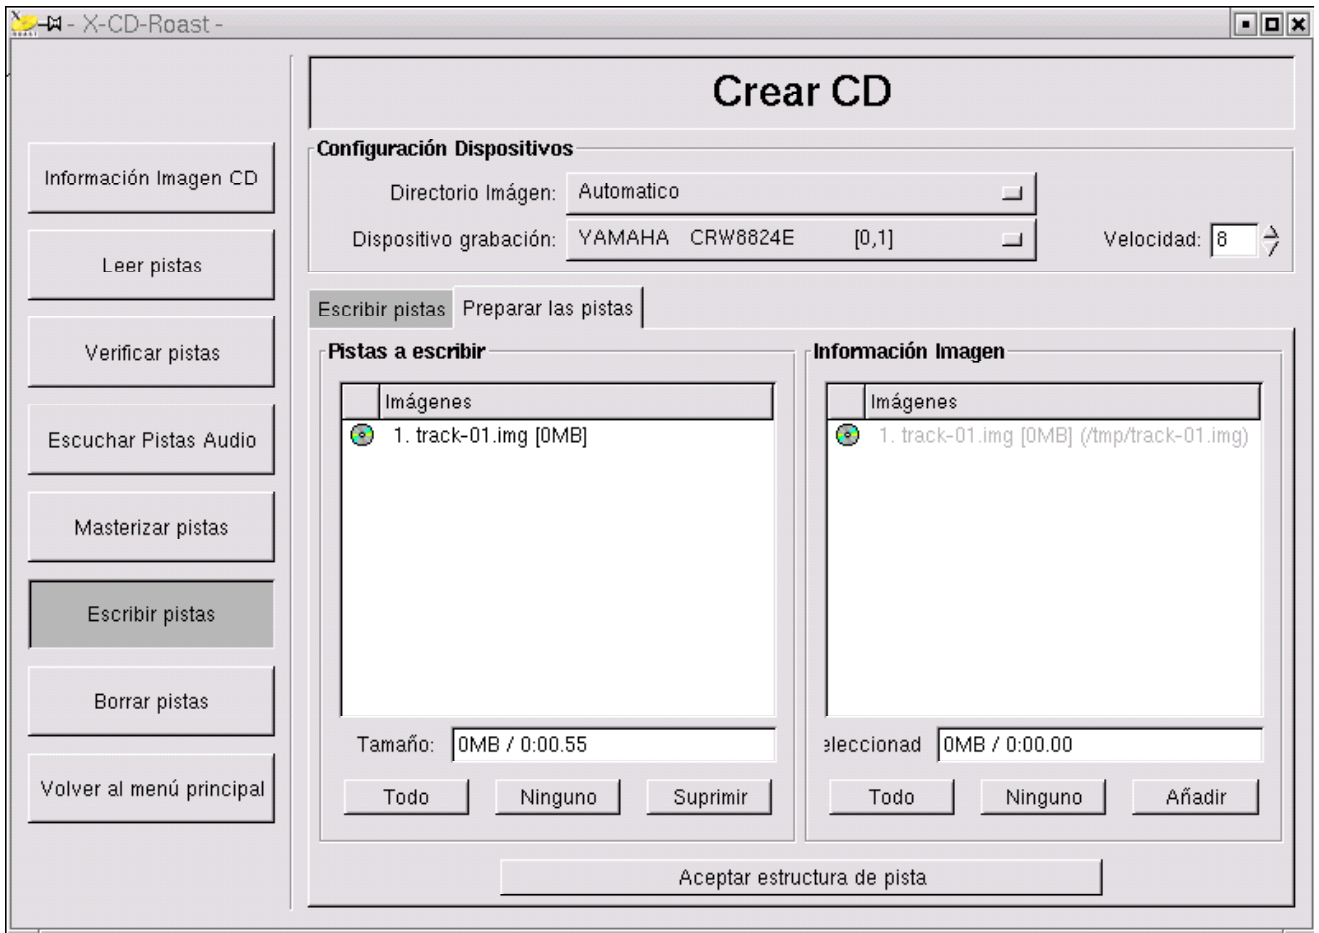 - X-CD-Roast -
Crear CD
Configuración Dispositivos
Directorio Imágen: Automatico
Dispositivo grabación: YAMAHA CRW8824E [0,1] Velocidad: 8
Información Imagen CD
Leer pistas
Verificar pistas
Escuchar Pistas Audio
Masterizar pistas
Escribir pistas
Borrar pistas
Volver al menú principal
Escribir pistas Preparar las pistas
Pistas a escribir
Imágenes
1. track-01.img [0MB]
Tamaño: 0MB / 0:00.55
Todo Ninguno Suprimir
Información Imagen
Imágenes
1. track-01.img [0MB] (/tmp/track-01.img)
eleccionad 0MB / 0:00.00
Todo Ninguno Añadir
Aceptar estructura de pista